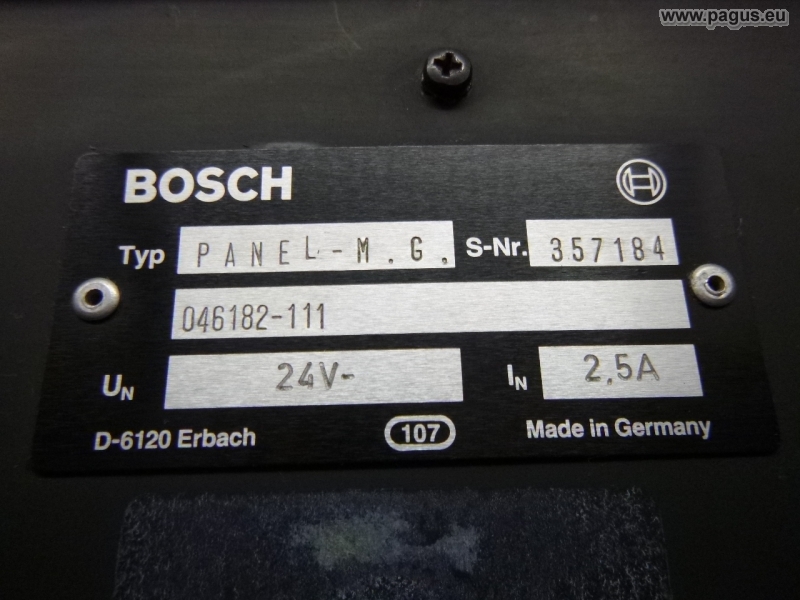 www.pagus.eu
BOSCH
Typ PANEL-M.G. S-Nr. 357184
046182-111
UN 24V- IN 2,5A
D-6120 Erbach 107 Made in Germany